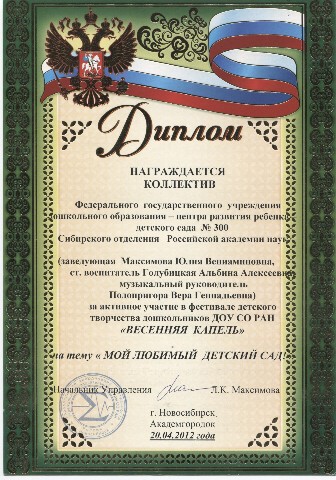 Диплом
НАГРАЖДАЕТСЯ
КОЛЛЕКТИВ
Федерального государственного учреждения
дошкольного образования – центра развития ребенка
детского сада № 300
Сибирского отделения Российской академии наук
(заведующая Максимова Юлия Вениаминовна,
ст. воспитатель Голубицкая Альбина Алексеевна
музыкальный руководитель
Подопригора Вера Геннадьевна)
за активное участие в фестивале детского
творчества дошкольников ДОУ СО РАН
«ВЕСЕННЯЯ КАПЕЛЬ»
на тему « МОЙ ЛЮБИМЫЙ ДЕТСКИЙ САД!
Начальник Управления Л.К. Максимова
г. Новосибирск,
Академгородок
20.04.2012 года